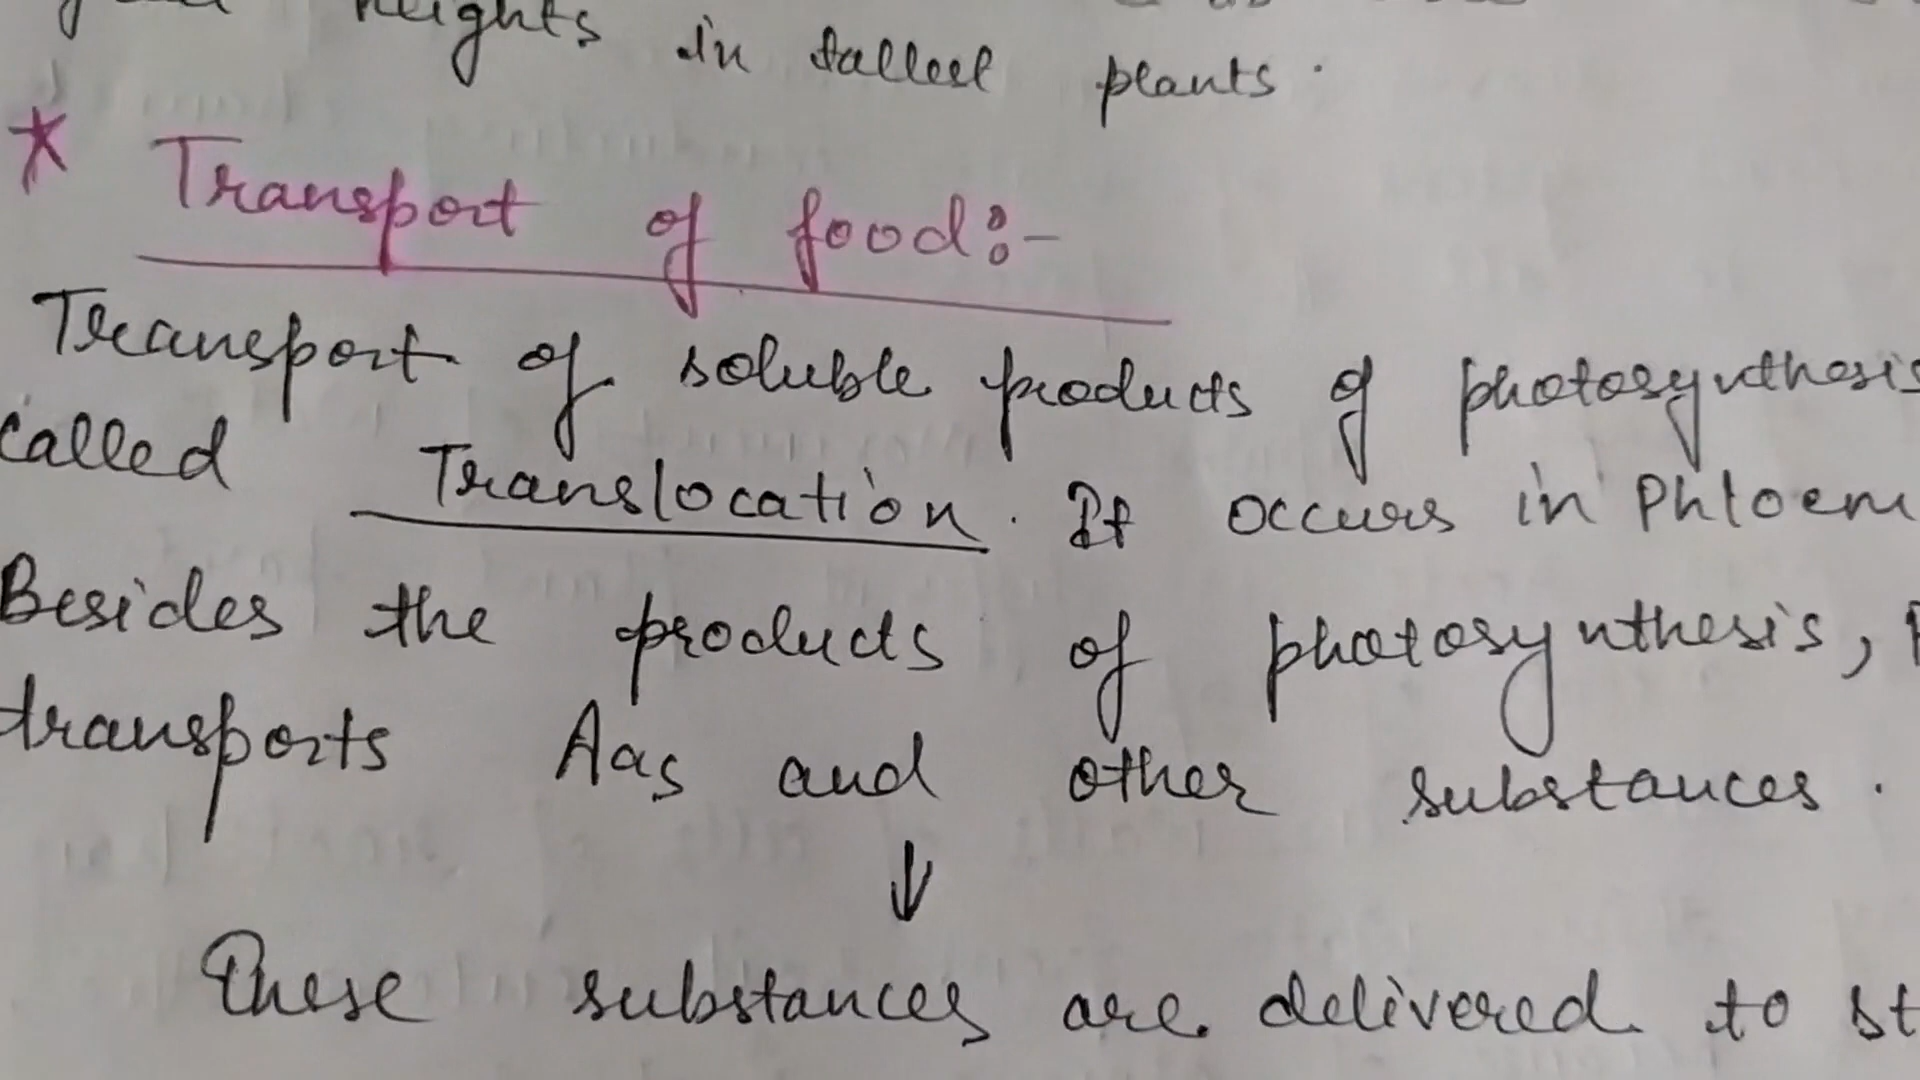 heights in tallest plants.
* Transport of food:-
Transport of soluble products of photosynthesis
called Translocation. It occurs in Phloem
Besides the products of photosynthesis,
transports Aas and other substances.
↓
These substances are delivered to st